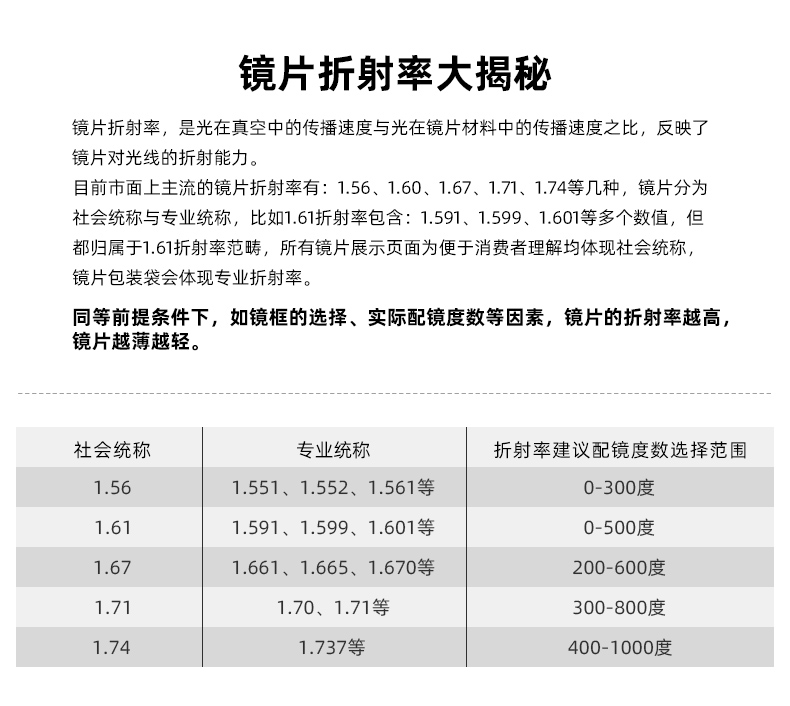 镜片折射率大揭秘
镜片折射率，是光在真空中的传播速度与光在镜片材料中的传播速度之比，反映了
镜片对光线的折射能力。
目前市面上主流的镜片折射率有：1.56、1.60、1.67、1.71、1.74等几种，镜片分为
社会统称与专业统称，比如1.61折射率包含：1.591、1.599、1.601等多个数值，但
都归属于1.61折射率范畴，所有镜片展示页面为便于消费者理解均体现社会统称，
镜片包装袋会体现专业折射率。
同等前提条件下，如镜框的选择、实际配镜度数等因素，镜片的折射率越高，
镜片越薄越轻。
社会统称 专业统称 折射率建议配镜度数选择范围
1.56 1.551、1.552、1.561等 0-300度
1.61 1.591、1.599、1.601等 0-500度
1.67 1.661、1.665、1.670等 200-600度
1.71 1.70、1.71等 300-800度
1.74 1.737等 400-1000度